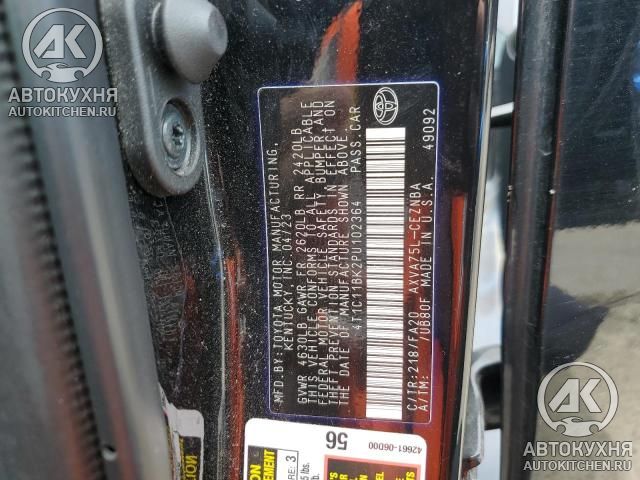 АВТОКУХНЯ
AUTOKITCHEN.RU
MFD.BY:TOYOTA MOTOR MANUFACTURING,
KENTUCKY, INC. 04/23
GVWR 4630LB GAWR FR 2620LB RR 2420LB
THIS VEHICLE CONFORMS TO ALL APPLICABLE
FEDERAL MOTOR VEHICLE SAFETY, BUMPER AND
THEFT PREVENTION STANDARDS IN EFFECT ON
THE DATE OF MANUFACTURE SHOWN ABOVE.
4T1C11BK2PU102364 PASS.CAR
C/TR:218/FA20 AXVA75L-CEZNBA
A/TM: /UB80F MADE IN U.S.A. 49092
56
42661-06D00
АВТОКУХНЯ
AUTOKITCHEN.RU